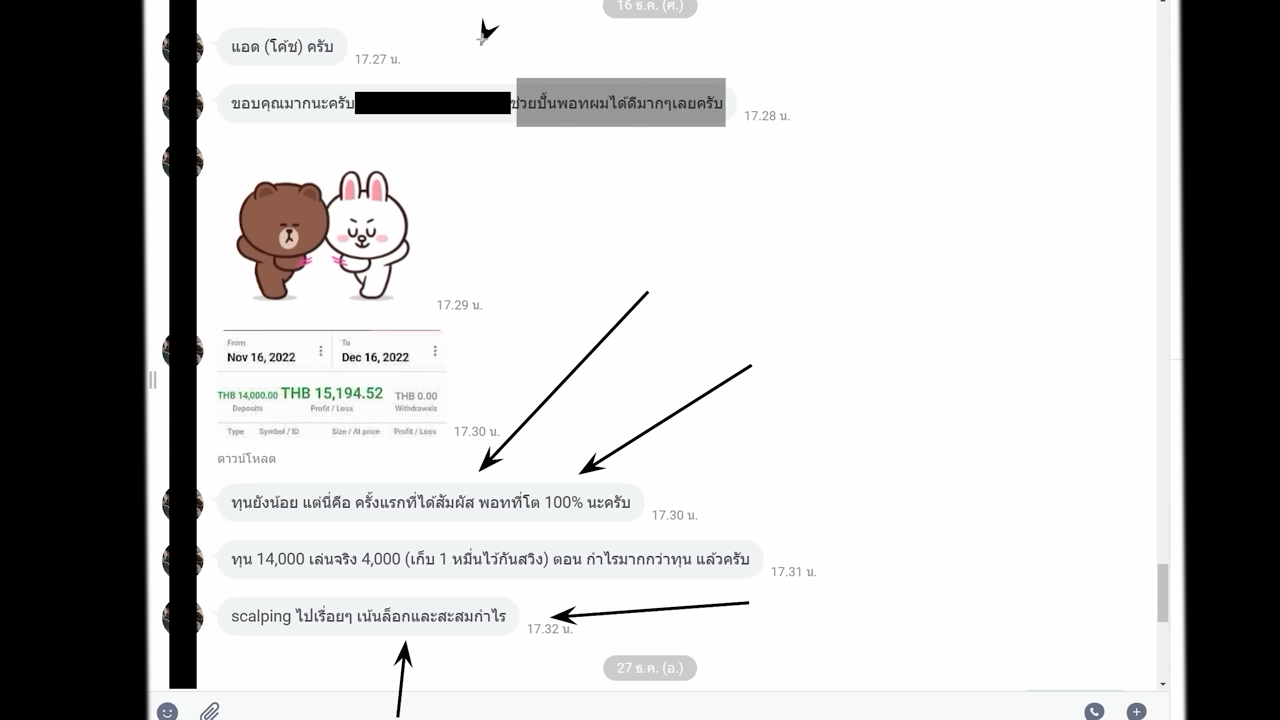 16 ธ.ค. (ศ.)
แอด (โค้ช) ครับ
17.27 น.
ขอบคุณมากนะครับ ช่วยปั้นพอทผมได้ดีมากๆเลยครับ
17.28 น.
17.29 น.
From To
Nov 16, 2022 Dec 16, 2022
THB 14,000.00 THB 15,194.52 THB 0.00
Deposits Profit / Loss Withdrawals
Type Symbol / ID Size / At price Profit / Loss
17.30 น.
ดาวน์โหลด
ทุนยังน้อย แต่นี่คือ ครั้งแรกที่ได้สัมผัส พอทที่โต 100% นะครับ
17.30 น.
ทุน 14,000 เล่นจริง 4,000 (เก็บ 1 หมื่นไว้กันสวิง) ตอน กำไรมากกว่าทุน แล้วครับ
17.31 น.
scalping ไปเรื่อยๆ เน้นล็อกและสะสมกำไร
17.32 น.
27 ธ.ค. (อ.)